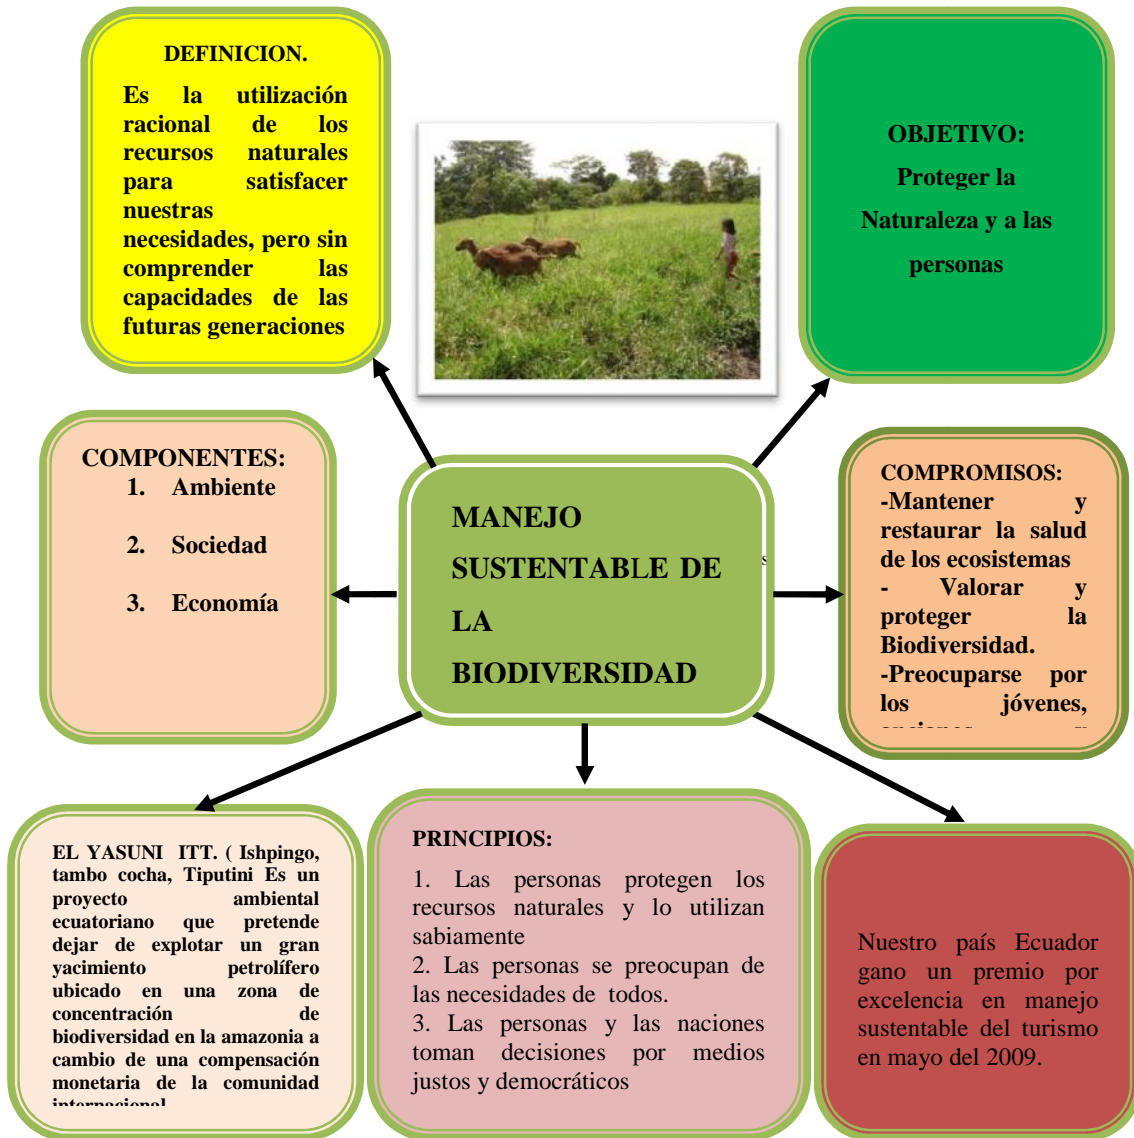 DEFINICION.
Es la utilización
racional de los
recursos naturales
para satisfacer
nuestras
necesidades, pero sin
comprender las
capacidades de las
futuras generaciones
OBJETIVO:
Proteger la
Naturaleza y a las
personas
COMPONENTES:
1. Ambiente
2. Sociedad
3. Economía
MANEJO
SUSTENTABLE DE
LA
BIODIVERSIDAD
s
COMPROMISOS:
-Mantener y
restaurar la salud
de los ecosistemas
- Valorar y
proteger la
Biodiversidad.
-Preocuparse por
los jóvenes,
EL YASUNI ITT. ( Ishpingo,
tambo cocha, Tiputini Es un
proyecto ambiental
ecuatoriano que pretende
dejar de explotar un gran
yacimiento petrolífero
ubicado en una zona de
concentración de
biodiversidad en la amazonia a
cambio de una compensación
monetaria de la comunidad
internacional
PRINCIPIOS:
1. Las personas protegen los
recursos naturales y lo utilizan
sabiamente
2. Las personas se preocupan de
las necesidades de todos.
3. Las personas y las naciones
toman decisiones por medios
justos y democráticos
Nuestro país Ecuador
gano un premio por
excelencia en manejo
sustentable del turismo
en mayo del 2009.